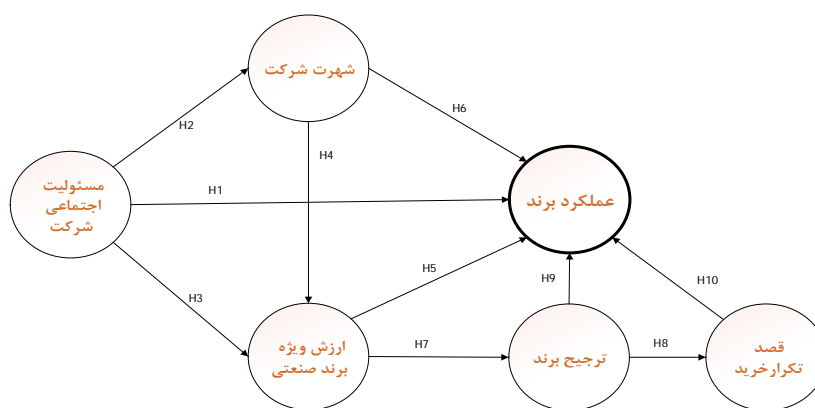 شهرت شرکت
H6
H2
H4
مسئولیت
اجتماعی
شرکت
H1
عملکرد برند
H3
H5
H9
H10
ارزش ویژه
برند صنعتی
H7
ترجیح برند
H8
قصد
تکرارخرید